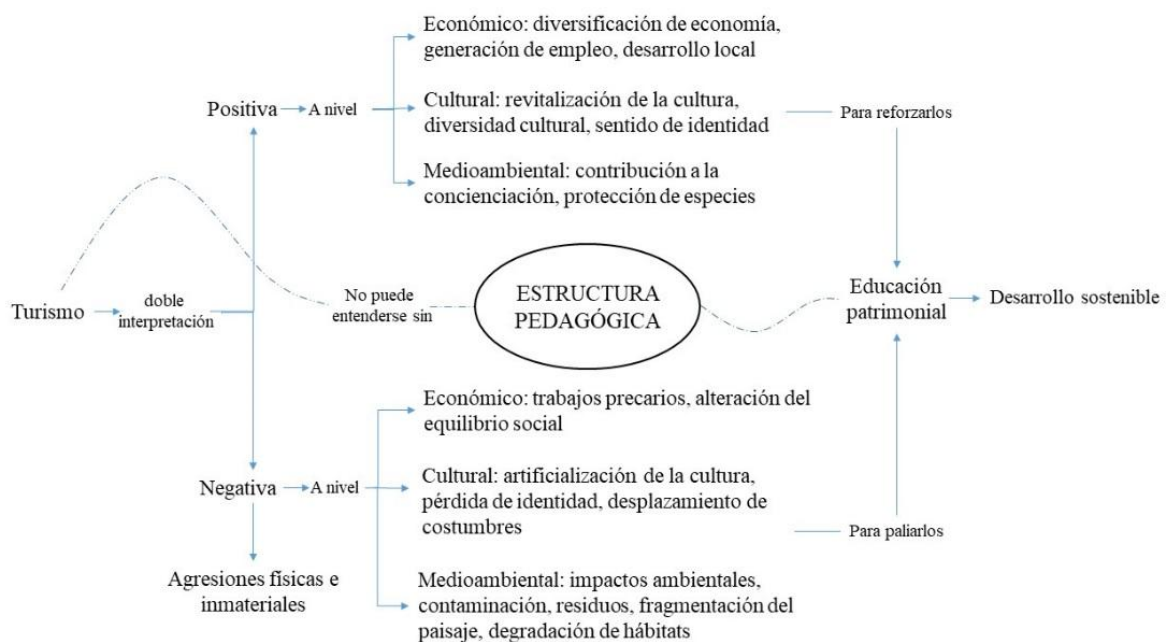 Económico: diversificación de economía,
generación de empleo, desarrollo local
Positiva
A nivel
Cultural: revitalización de la cultura,
diversidad cultural, sentido de identidad
Para reforzarlos
Medioambiental: contribución a la
concienciación, protección de especies
Turismo
doble
interpretación
No puede
entenderse sin
ESTRUCTURA
PEDAGÓGICA
Educación
patrimonial
Desarrollo sostenible
Económico: trabajos precarios, alteración del
equilibrio social
Negativa
A nivel
Cultural: artificialización de la cultura,
pérdida de identidad, desplazamiento de
costumbres
Para paliarlos
Agresiones físicas e
inmateriales
Medioambiental: impactos ambientales,
contaminación, residuos, fragmentación del
paisaje, degradación de hábitats